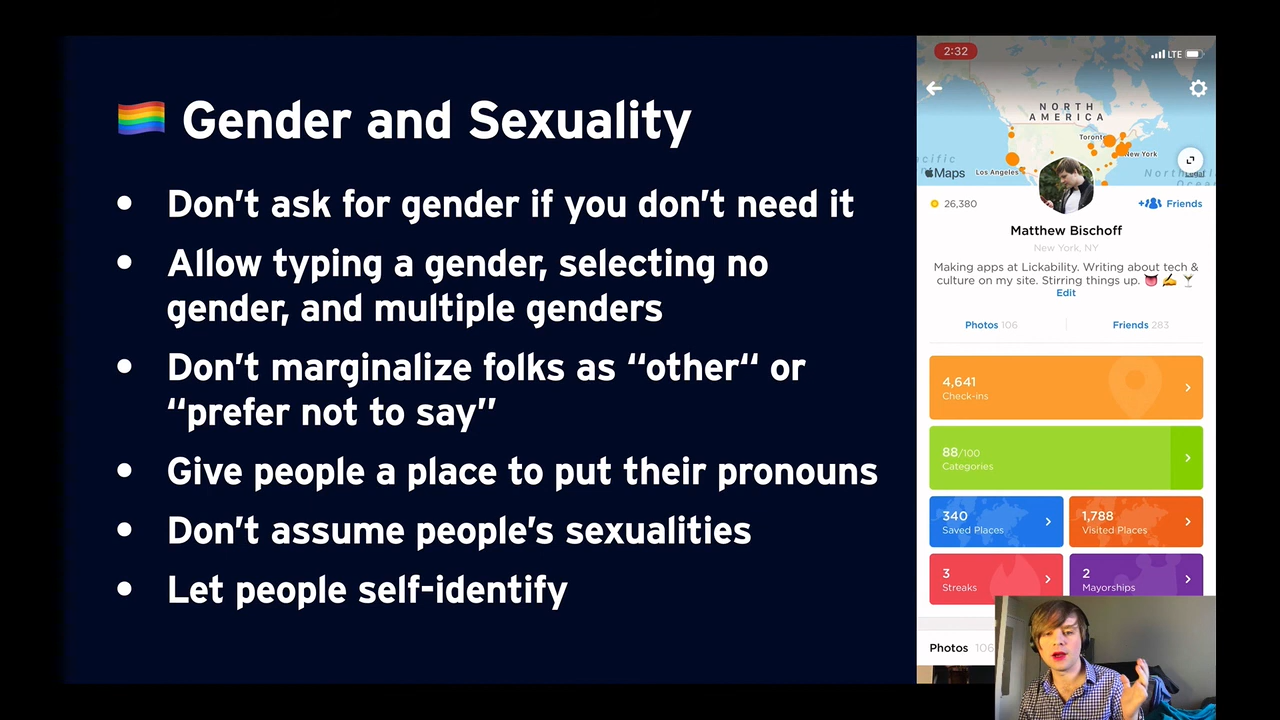 🏳️‍🌈 Gender and Sexuality
• Don't ask for gender if you don't need it
• Allow typing a gender, selecting no
gender, and multiple genders
• Don't marginalize folks as “other“ or
“prefer not to say”
• Give people a place to put their pronouns
• Don't assume people's sexualities
• Let people self-identify
2:32
LTE
NORTH
AMERICA
Toronto
New York
Los Angeles
Maps
Legal
26,380
Friends
Matthew Bischoff
New York, NY
Making apps at Lickability. Writing about tech &
culture on my site. Stirring things up. 👅 ✍️ 🍸
Edit
Photos 106
Friends 283
4,641
Check-ins
88/100
Categories
340
Saved Places
1,788
Visited Places
3
Streaks
2
Mayorships
Photos 106